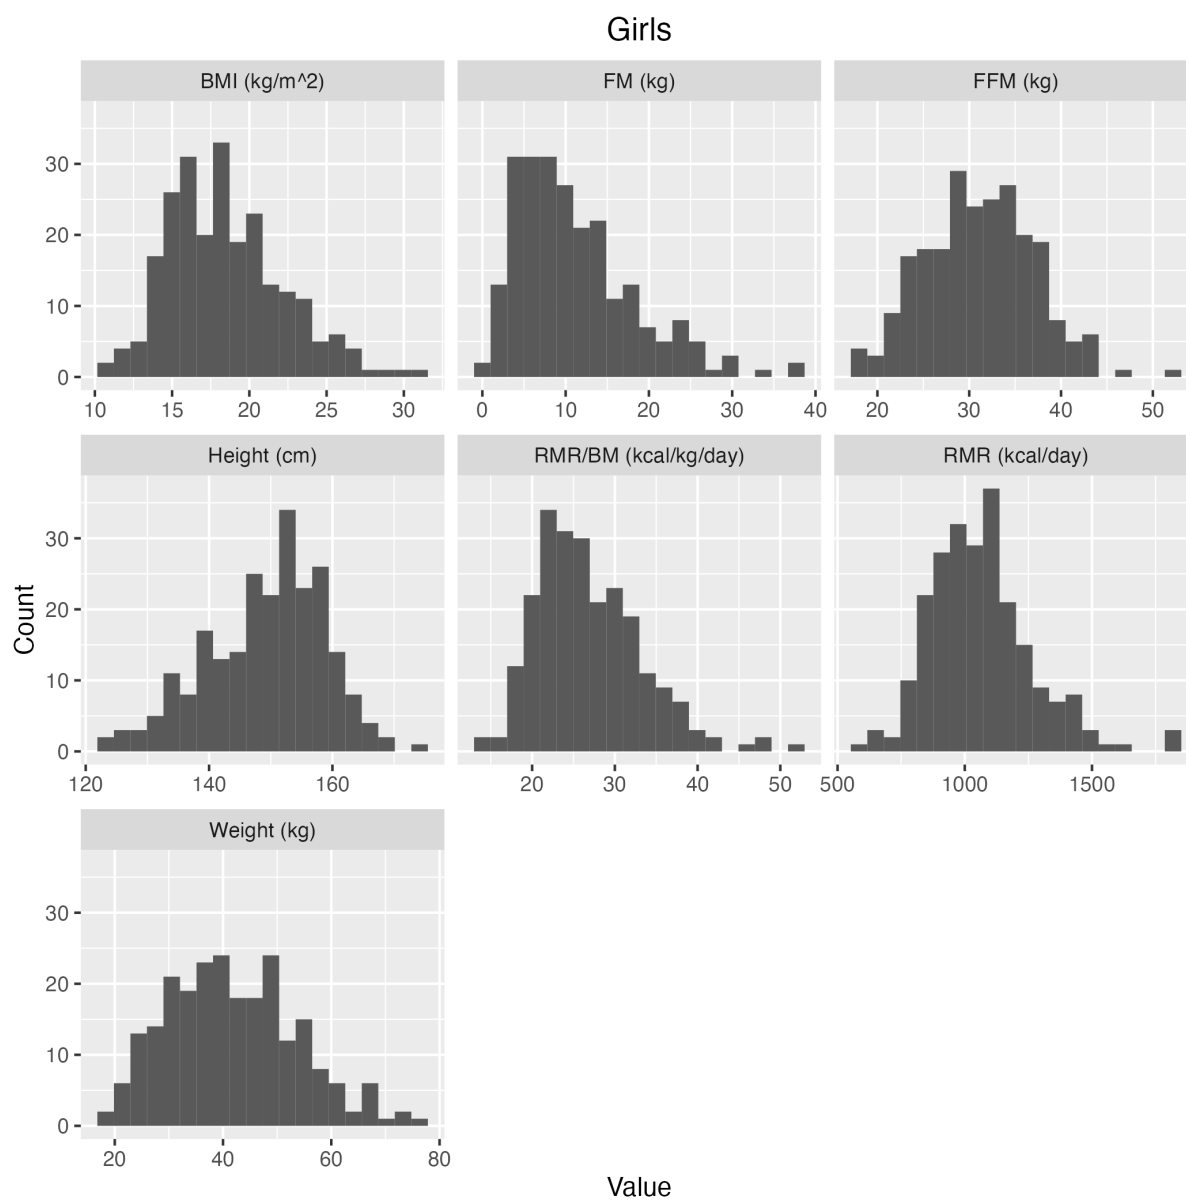 Girls
BMI (kg/m^2) FM (kg) FFM (kg)
30
20
10
0
10 15 20 25 30 0 10 20 30 40 20 30 40 50
Height (cm) RMR/BM (kcal/kg/day) RMR (kcal/day)
30
20
10
0
120 140 160 20 30 40 50 500 1000 1500
Weight (kg)
30
20
10
0
20 40 60 80
Count
Value